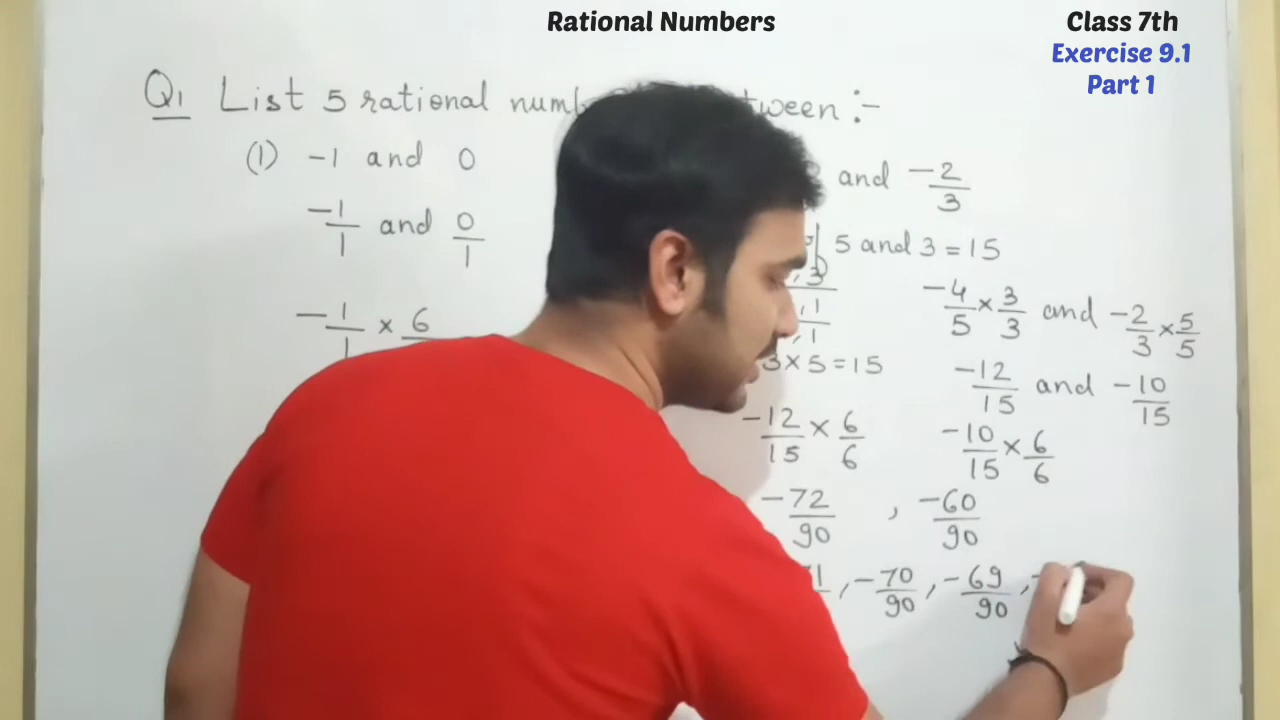 Rational Numbers
Class 7th
Exercise 9.1
Part 1
Q1 List 5 rational
:-
(1) -1 and 0
-1/1 and 0/1
-1/1 × 6
and -2/3
5 and 3 = 15
, 3
, 1
, 1
3×5=15
-4/5 × 3/3 and -2/3 × 5/5
-12/15 and -10/15
-12/15 × 6/6
-10/15 × 6/6
-72/90 , -60/90
, -70/90 , -69/90 ,